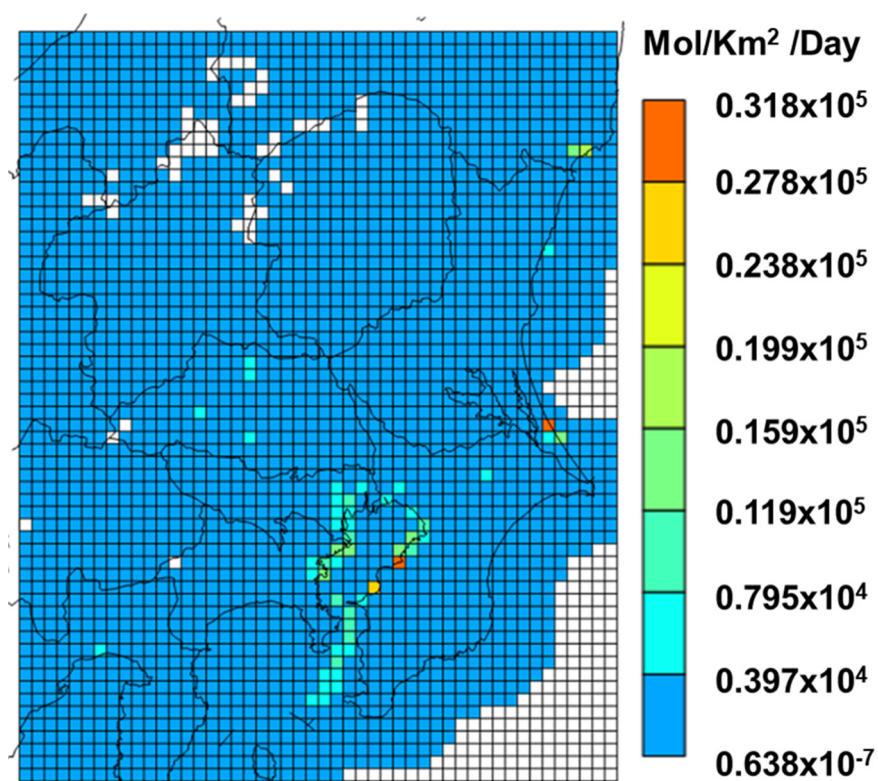 Mol/Km² /Day
0.318x10⁵
0.278x10⁵
0.238x10⁵
0.199x10⁵
0.159x10⁵
0.119x10⁵
0.795x10⁴
0.397x10⁴
0.638x10⁻⁷